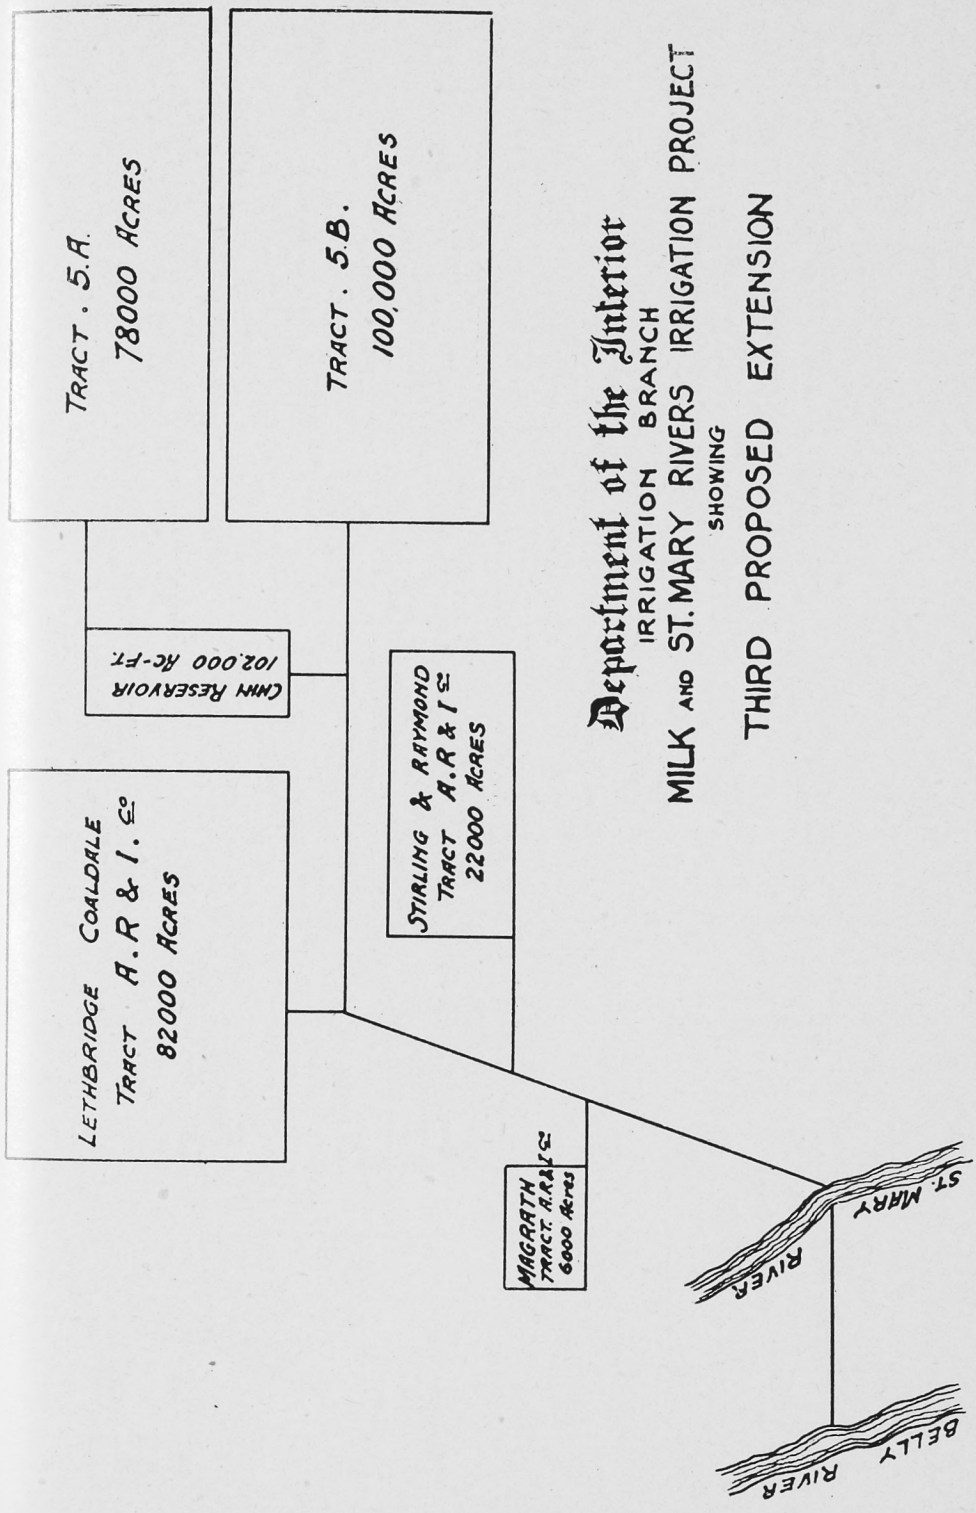 LETHBRIDGE COALDALE
TRACT A.R & I. Co
82000 ACRES
CHIN RESERVOIR
102,000 AC-FT.
TRACT. 5.A.
78000 ACRES
TRACT. 5.B.
100,000 ACRES
STIRLING & RAYMOND
TRACT A.R & I Co
22000 ACRES
MAGRATH
TRACT. A.R & I Co
6000 Acres
ST. MARY
RIVER
BELLY
RIVER
Department of the Interior
IRRIGATION BRANCH
MILK AND ST. MARY RIVERS IRRIGATION PROJECT
SHOWING
THIRD PROPOSED EXTENSION